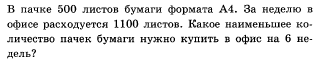 В пачке 500 листов бумаги формата А4. За неделю в
офисе расходуется 1100 листов. Какое наименьшее ко-
личество пачек бумаги нужно купить в офис на 6 не-
дель?